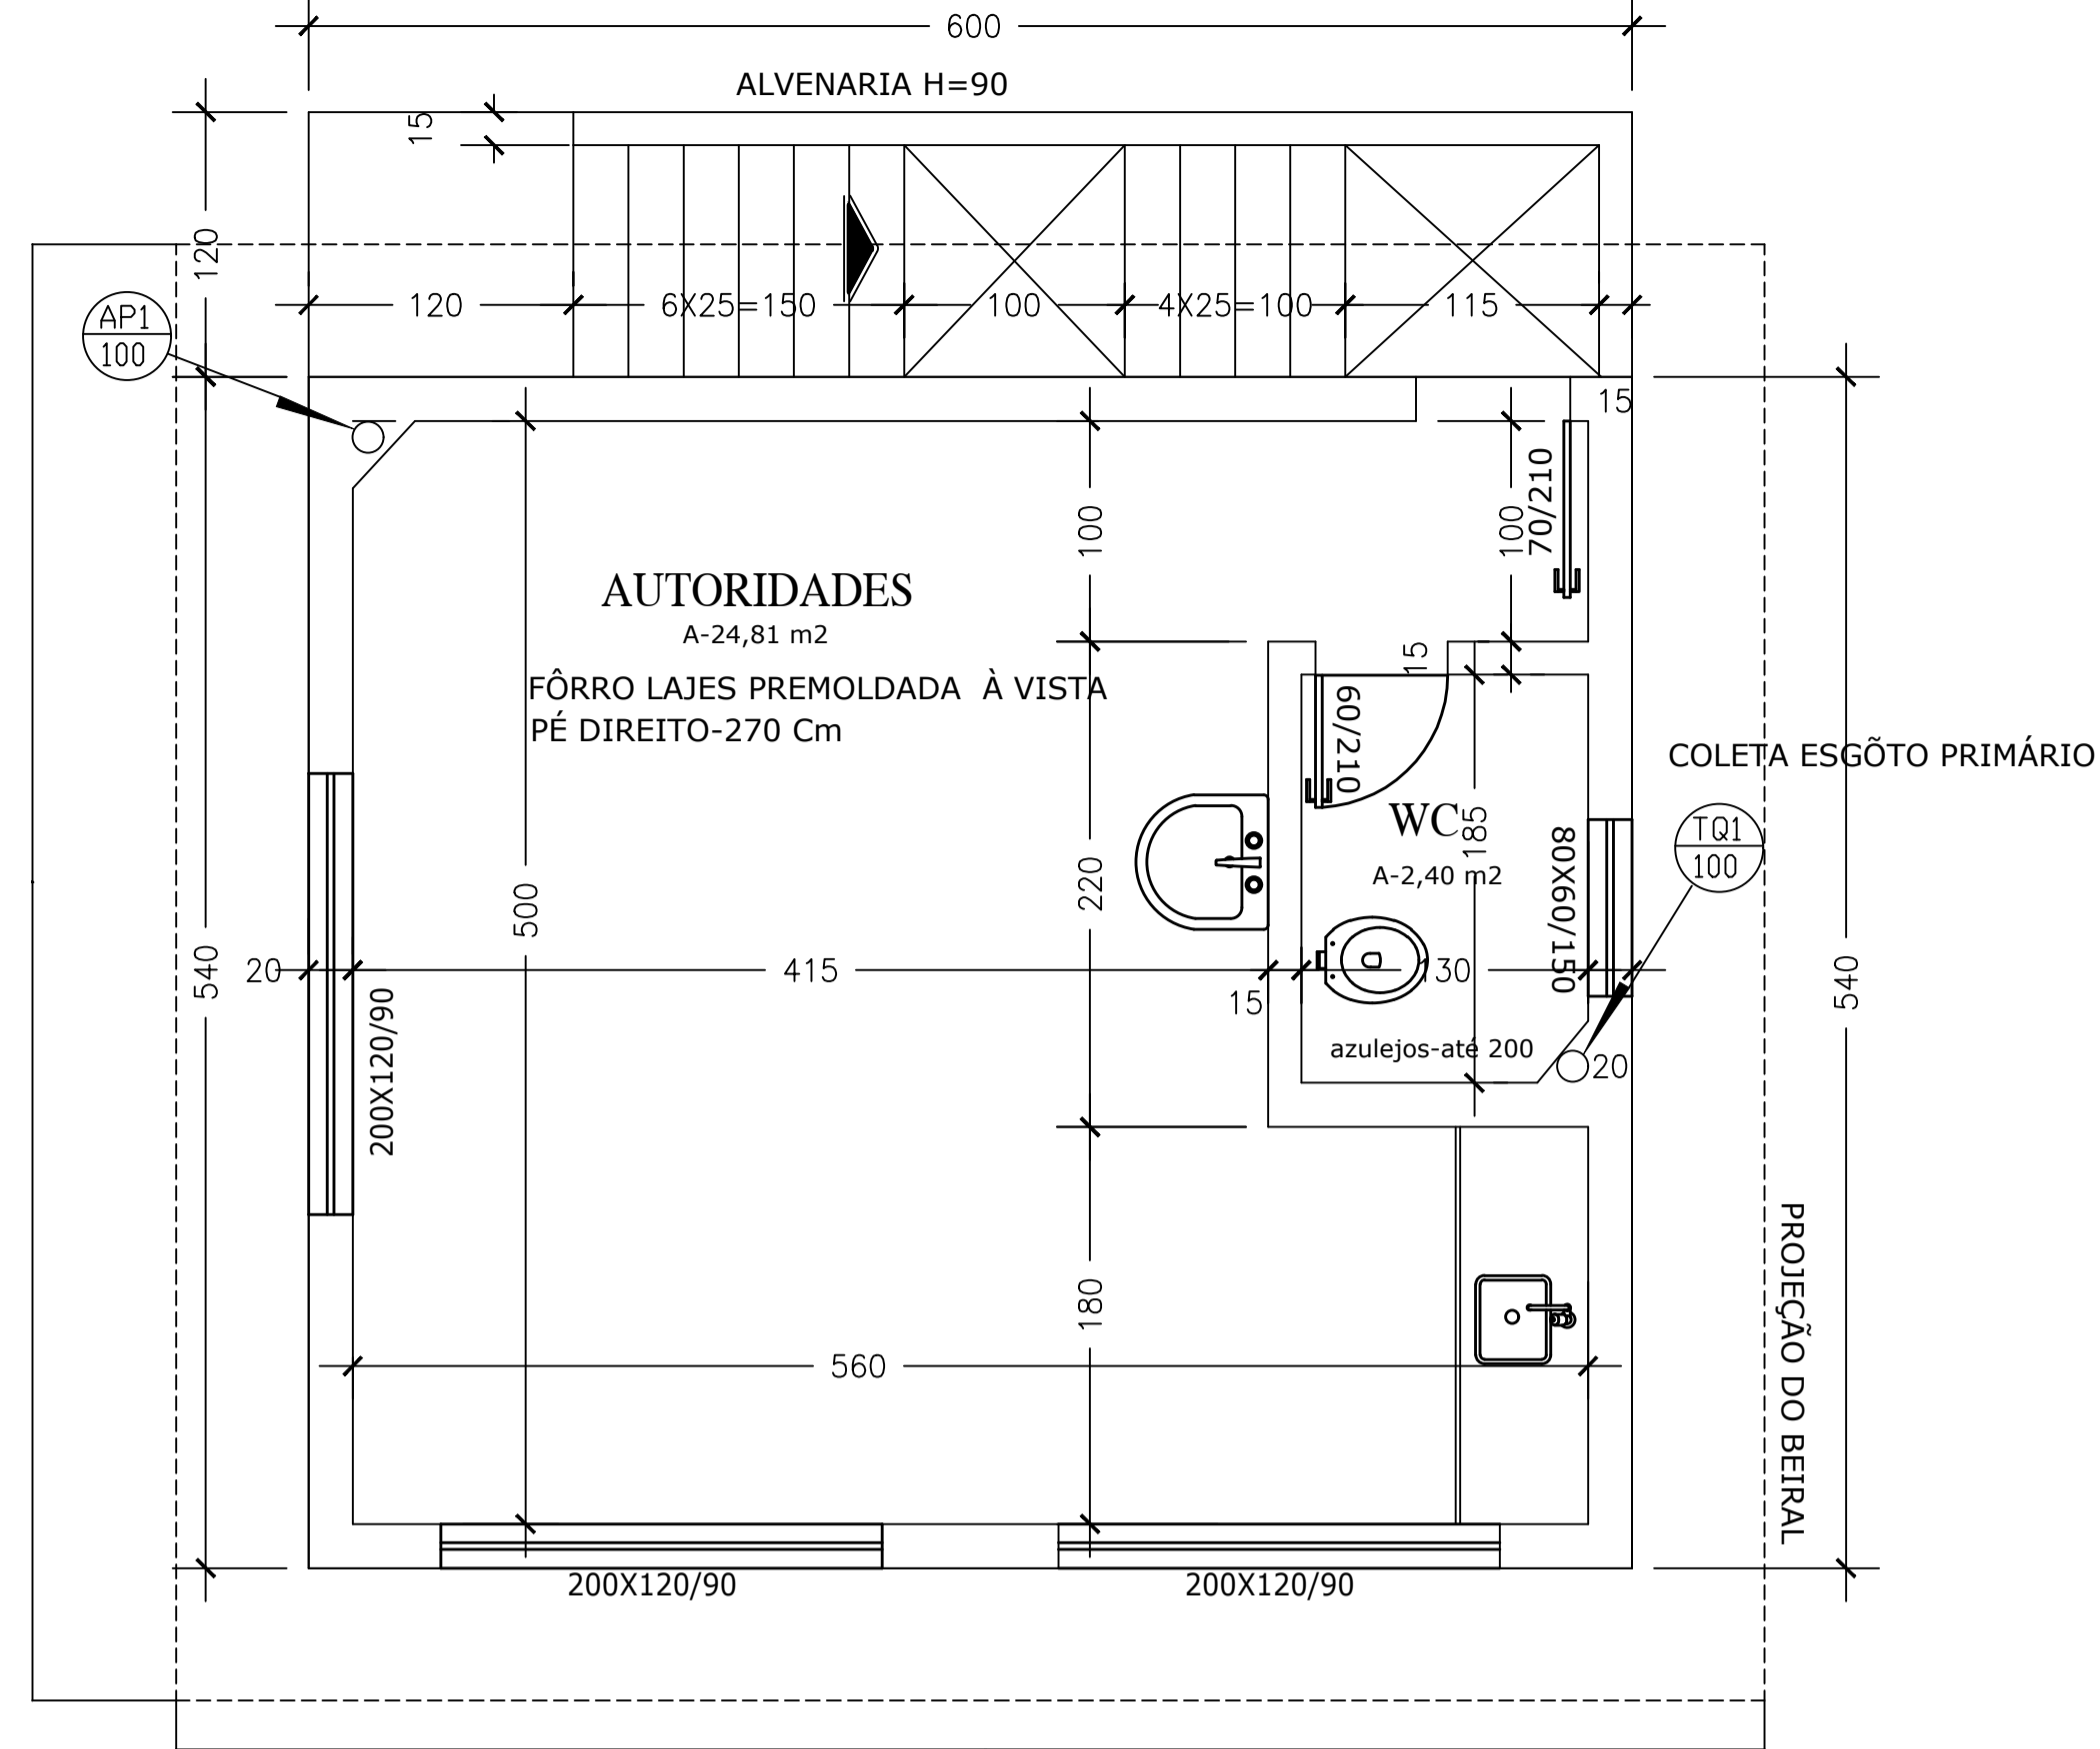 600
ALVENARIA H=90
15
120
120
6X25=150
100
4X25=100
115
AP1
100
15
100
100
70/210
AUTORIDADES
A-24,81 m2
FÔRRO LAJES PREMOLDADA À VISTA
PÉ DIREITO-270 Cm
15
60/210
COLETA ESGÕTO PRIMÁRIO
WC
185
A-2,40 m2
80X60/150
TQ1
100
500
220
540
20
415
15
130
540
200X120/90
azulejos-até 200
20
180
560
PROJEÇÃO DO BEIRAL
200X120/90
200X120/90